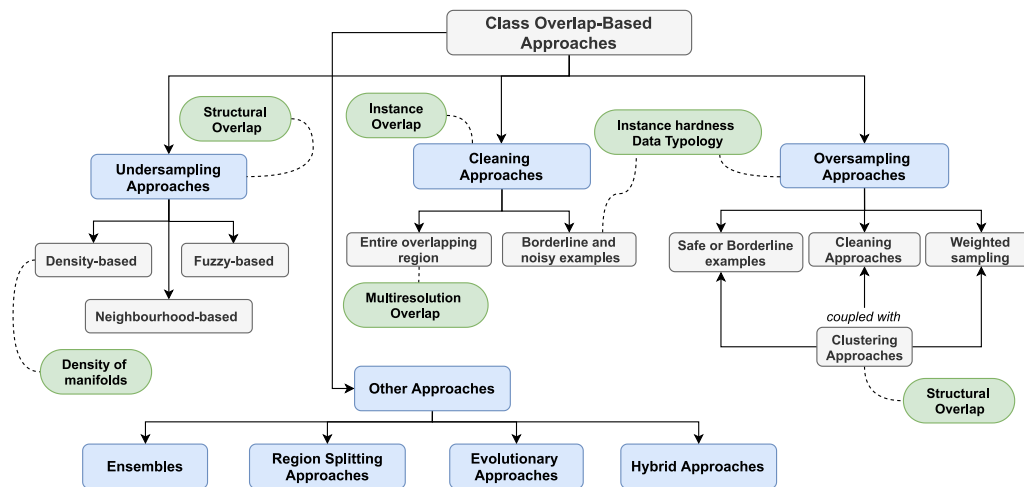 Class Overlap-Based
Approaches
Structural
Overlap
Instance
Overlap
Instance hardness
Data Typology
Undersampling
Approaches
Cleaning
Approaches
Oversampling
Approaches
Density-based
Fuzzy-based
Neighbourhood-based
Entire overlapping
region
Borderline and
noisy examples
Safe or Borderline
examples
Cleaning
Approaches
Weighted
sampling
Multiresolution
Overlap
coupled with
Clustering
Approaches
Density of
manifolds
Other Approaches
Structural
Overlap
Ensembles
Region Splitting
Approaches
Evolutionary
Approaches
Hybrid Approaches